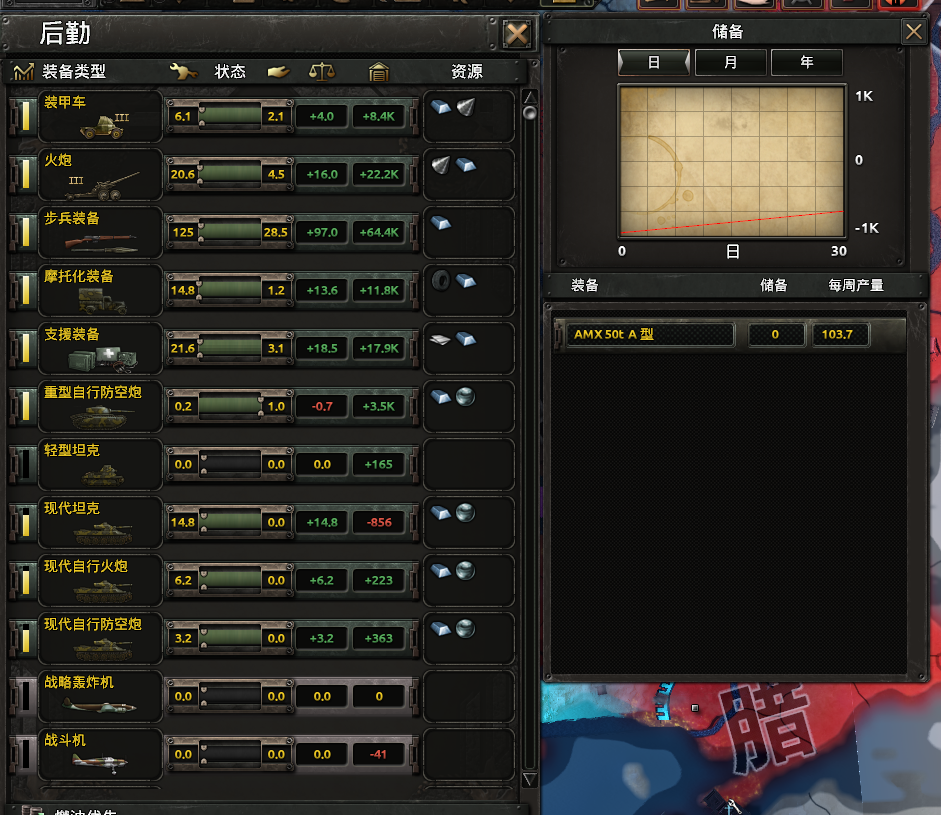 后勤
装备类型 状态 资源
装甲车
III
6.1 2.1 +4.0 +8.4K
火炮
III
20.6 4.5 +16.0 +22.2K
步兵装备
125 28.5 +97.0 +64.4K
摩托化装备
14.8 1.2 +13.6 +11.8K
支援装备
21.6 3.1 +18.5 +17.9K
重型自行防空炮
0.2 1.0 -0.7 +3.5K
轻型坦克
0.0 0.0 0.0 +165
现代坦克
14.8 0.0 +14.8 -856
现代自行火炮
6.2 0.0 +6.2 +223
现代自行防空炮
3.2 0.0 +3.2 +363
战略轰炸机
0.0 0.0 0.0 0
战斗机
0.0 0.0 0.0 -41
燃油优先
储备
日 月 年
1K
0
-1K
0 日 30
装备 储备 每周产量
AMX 50t A 型 0 103.7